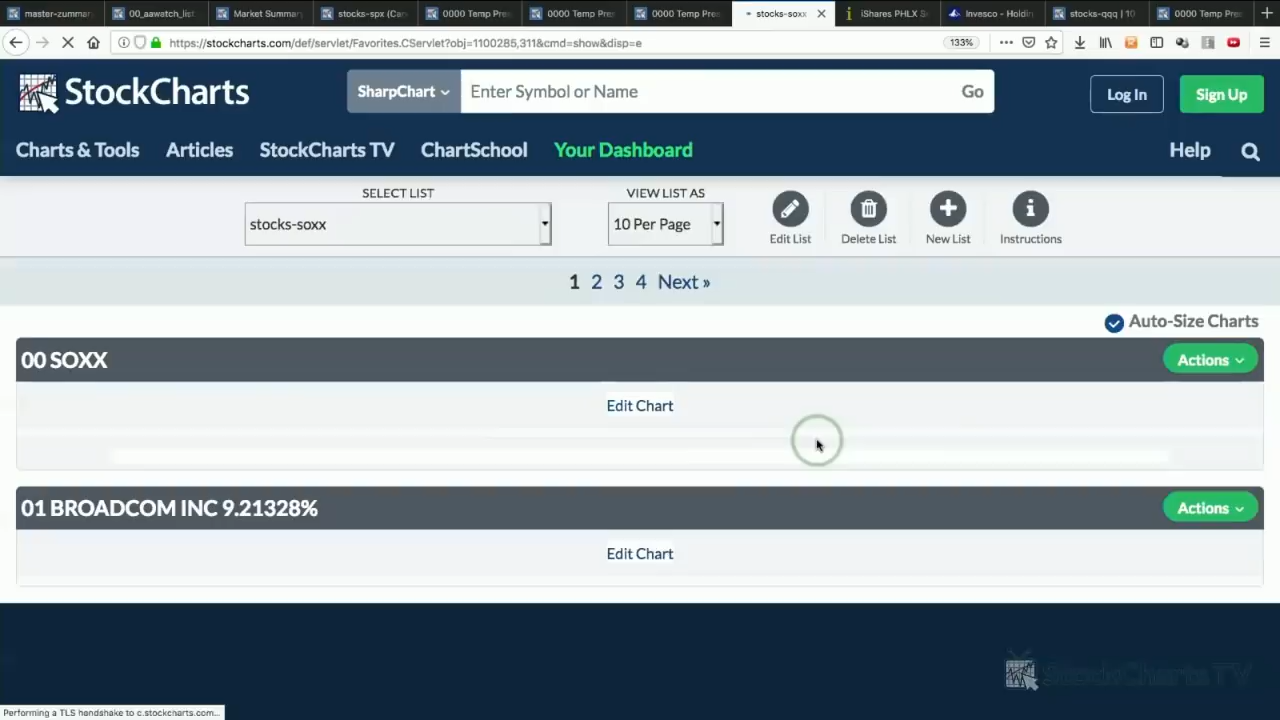 master-zummar
00_aawatch_list
Market Summary
stocks-spx (Can
0000 Temp Pres
0000 Temp Pres
0000 Temp Pres
stocks-soxx
iShares PHLX S
Invesco - Holdin
stocks-qqq | 10
0000 Temp Pres
https://stockcharts.com/def/servlet/Favorites.CServlet?obj=1100285,311&cmd=show&disp=e
133%
StockCharts
SharpChart
Enter Symbol or Name
Go
Log In
Sign Up
Charts & Tools
Articles
StockCharts TV
ChartSchool
Your Dashboard
Help
SELECT LIST
VIEW LIST AS
stocks-soxx
10 Per Page
Edit List
Delete List
New List
Instructions
1 2 3 4 Next »
Auto-Size Charts
00 SOXX
Actions
Edit Chart
01 BROADCOM INC 9.21328%
Actions
Edit Chart
StockCharts TV
Performing a TLS handshake to c.stockcharts.com...